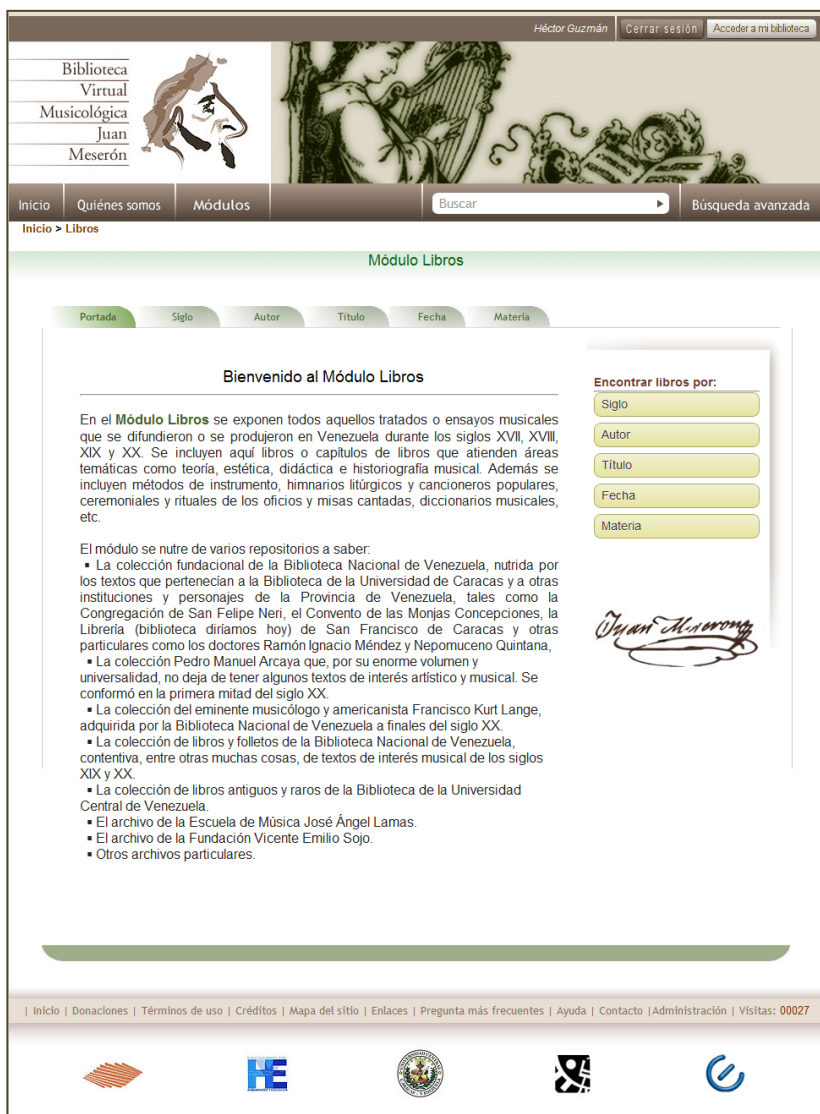 Héctor Guzmán
Cerrar sesión
Acceder a mi biblioteca
Biblioteca
Virtual
Musicológica
Juan
Meserón
Inicio
Quiénes somos
Módulos
Buscar
Búsqueda avanzada
Inicio > Libros
Módulo Libros
Portada
Siglo
Autor
Título
Fecha
Materia
Bienvenido al Módulo Libros
En el Módulo Libros se exponen todos aquellos tratados o ensayos musicales
que se difundieron o se produjeron en Venezuela durante los siglos XVII, XVIII,
XIX y XX. Se incluyen aquí libros o capítulos de libros que atienden áreas
temáticas como teoría, estética, didáctica e historiografía musical. Además se
incluyen métodos de instrumento, himnarios litúrgicos y cancioneros populares,
ceremoniales y rituales de los oficios y misas cantadas, diccionarios musicales,
etc.
El módulo se nutre de varios repositorios a saber:
▪ La colección fundacional de la Biblioteca Nacional de Venezuela, nutrida por
los textos que pertenecían a la Biblioteca de la Universidad de Caracas y a otras
instituciones y personajes de la Provincia de Venezuela, tales como la
Congregación de San Felipe Neri, el Convento de las Monjas Concepciones, la
Librería (biblioteca diríamos hoy) de San Francisco de Caracas y otras
particulares como los doctores Ramón Ignacio Méndez y Nepomuceno Quintana,
▪ La colección Pedro Manuel Arcaya que, por su enorme volumen y
universalidad, no deja de tener algunos textos de interés artístico y musical. Se
conformó en la primera mitad del siglo XX.
▪ La colección del eminente musicólogo y americanista Francisco Kurt Lange,
adquirida por la Biblioteca Nacional de Venezuela a finales del siglo XX.
▪ La colección de libros y folletos de la Biblioteca Nacional de Venezuela,
contentiva, entre otras muchas cosas, de textos de interés musical de los siglos
XIX y XX.
▪ La colección de libros antiguos y raros de la Biblioteca de la Universidad
Central de Venezuela.
▪ El archivo de la Escuela de Música José Ángel Lamas.
▪ El archivo de la Fundación Vicente Emilio Sojo.
▪ Otros archivos particulares.
Encontrar libros por:
Siglo
Autor
Título
Fecha
Materia
Juan Meseron
| Inicio | Donaciones | Términos de uso | Créditos | Mapa del sitio | Enlaces | Pregunta más frecuentes | Ayuda | Contacto |Administración | Visitas: 00027